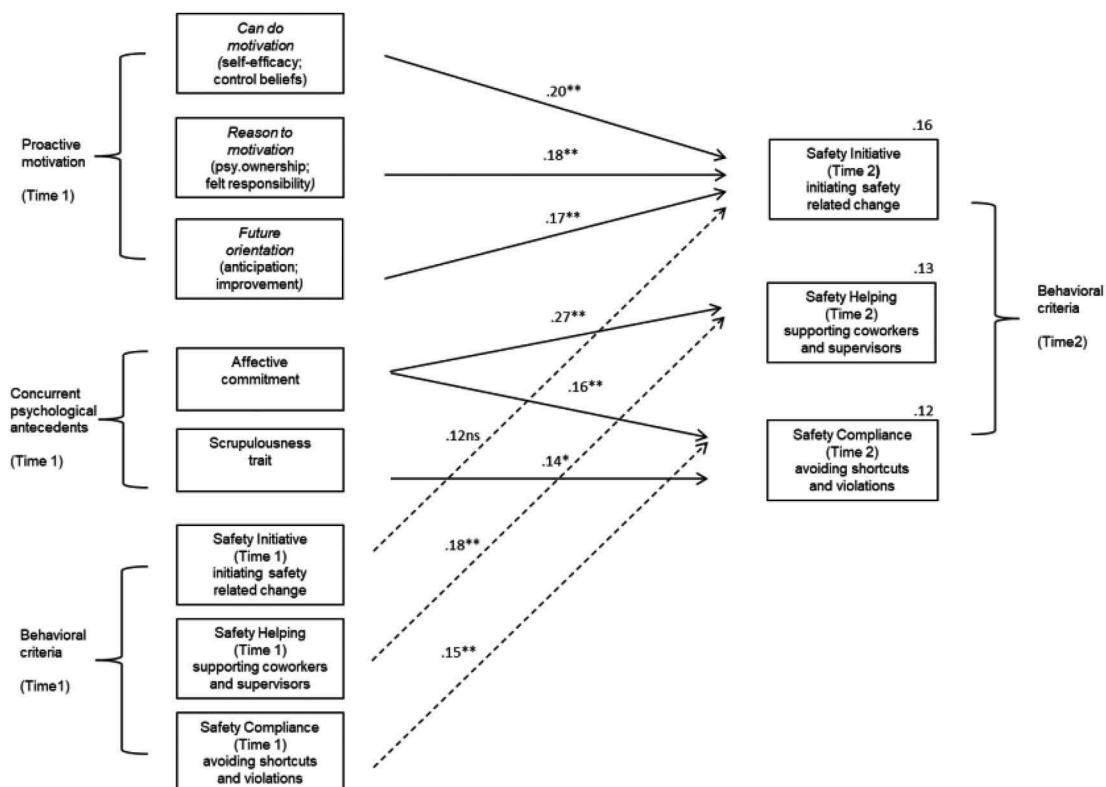 Proactive
motivation
(Time 1)
Can do
motivation
(self-efficacy;
control beliefs)
Reason to
motivation
(psy.ownership;
felt responsibility)
Future
orientation
(anticipation;
improvement)
Concurrent
psychological
antecedents
(Time 1)
Affective
commitment
Scrupulousness
trait
Behavioral
criteria
(Time1)
Safety Initiative
(Time 1)
initiating safety
related change
Safety Helping
(Time 1)
supporting coworkers
and supervisors
Safety Compliance
(Time 1)
avoiding shortcuts
and violations
.20**
.18**
.17**
.27**
.16**
.12ns
.14*
.18**
.15**
.16
Safety Initiative
(Time 2)
initiating safety
related change
.13
Safety Helping
(Time 2)
supporting coworkers
and supervisors
.12
Safety Compliance
(Time 2)
avoiding shortcuts
and violations
Behavioral
criteria
(Time2)